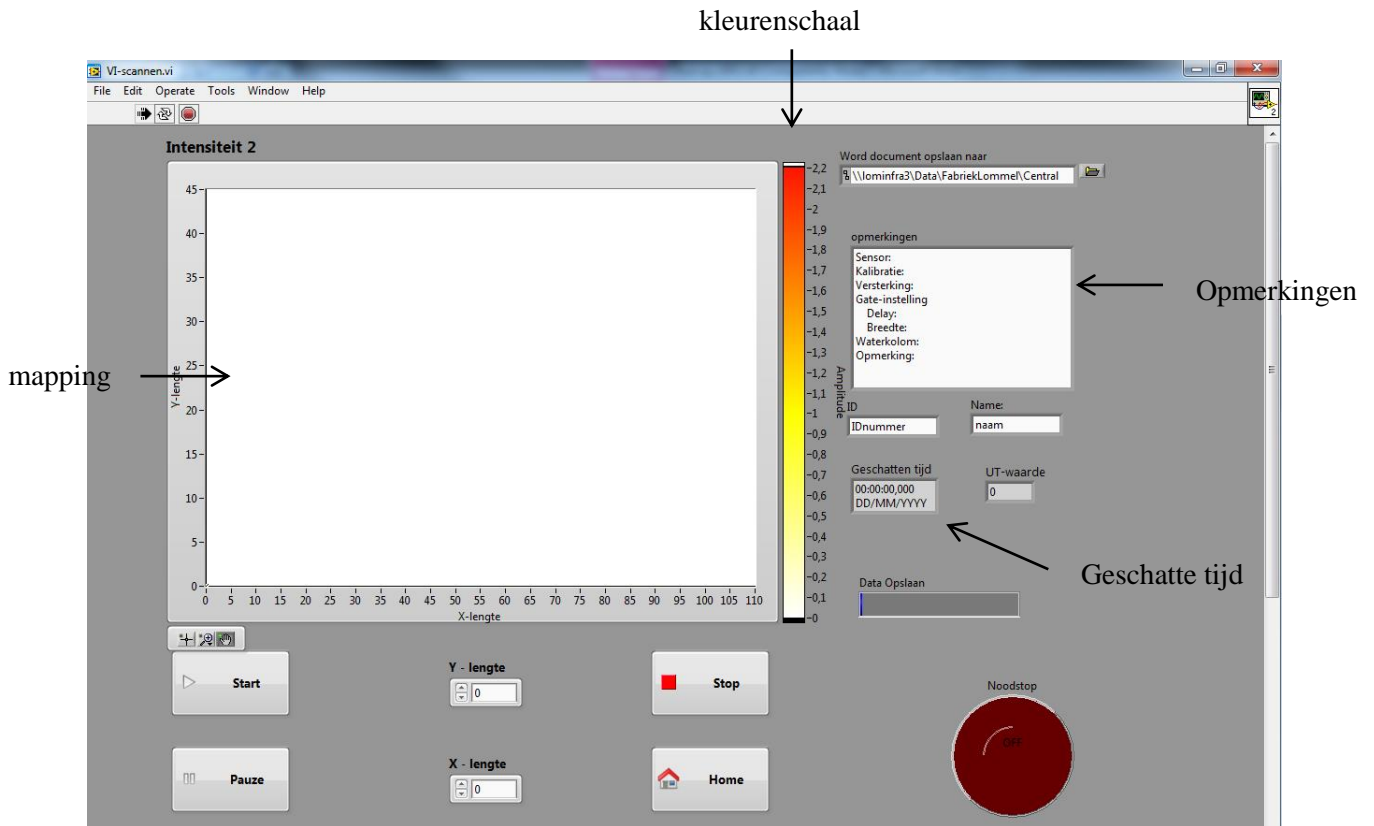 kleurenschaal
VI-scannen.vi
File Edit Operate Tools Window Help
2
Intensiteit 2
Word document opslaan naar
\\lominfra3\Data\FabriekLommel\Central
opmerkingen
Sensor:
Kalibratie:
Versterking:
Gate-instelling
Delay:
Breedte:
Waterkolom:
Opmerking:
Opmerkingen
mapping
Y-lengte
45
40
35
30
25
20
15
10
5
0
0 5 10 15 20 25 30 35 40 45 50 55 60 65 70 75 80 85 90 95 100 105 110
X-lengte
2,2
2,1
2
1,9
1,8
1,7
1,6
1,5
1,4
1,3
1,2
1,1
1
0,9
0,8
0,7
0,6
0,5
0,4
0,3
0,2
0,1
0
Amplitude
ID
IDnummer
Name:
naam
Geschatten tijd
00:00:00,000
DD/MM/YYYY
UT-waarde
0
Geschatte tijd
Data Opslaan
Start
Y - lengte
0
Stop
Noodstop
OFF
Pauze
X - lengte
0
Home